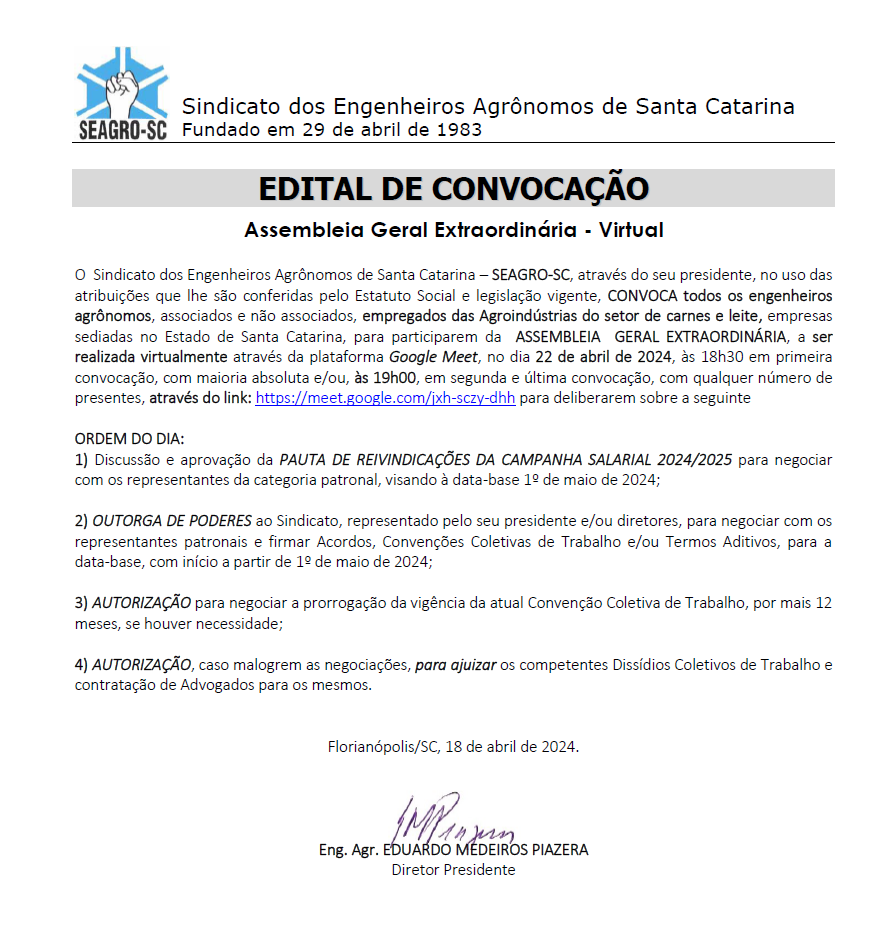 SEAGRO-SC
Sindicato dos Engenheiros Agrônomos de Santa Catarina
Fundado em 29 de abril de 1983
EDITAL DE CONVOCAÇÃO
Assembleia Geral Extraordinária - Virtual
O Sindicato dos Engenheiros Agrônomos de Santa Catarina – SEAGRO-SC, através do seu presidente, no uso das
atribuições que lhe são conferidas pelo Estatuto Social e legislação vigente, CONVOCA todos os engenheiros
agrônomos, associados e não associados, empregados das Agroindústrias do setor de carnes e leite, empresas
sediadas no Estado de Santa Catarina, para participarem da ASSEMBLEIA GERAL EXTRAORDINÁRIA, a ser
realizada virtualmente através da plataforma Google Meet, no dia 22 de abril de 2024, às 18h30 em primeira
convocação, com maioria absoluta e/ou, às 19h00, em segunda e última convocação, com qualquer número de
presentes, através do link: https://meet.google.com/jxh-sczy-dhh para deliberarem sobre a seguinte
ORDEM DO DIA:
1) Discussão e aprovação da PAUTA DE REIVINDICAÇÕES DA CAMPANHA SALARIAL 2024/2025 para negociar
com os representantes da categoria patronal, visando à data-base 1º de maio de 2024;
2) OUTORGA DE PODERES ao Sindicato, representado pelo seu presidente e/ou diretores, para negociar com os
representantes patronais e firmar Acordos, Convenções Coletivas de Trabalho e/ou Termos Aditivos, para a
data-base, com início a partir de 1º de maio de 2024;
3) AUTORIZAÇÃO para negociar a prorrogação da vigência da atual Convenção Coletiva de Trabalho, por mais 12
meses, se houver necessidade;
4) AUTORIZAÇÃO, caso malogrem as negociações, para ajuizar os competentes Dissídios Coletivos de Trabalho e
contratação de Advogados para os mesmos.
Florianópolis/SC, 18 de abril de 2024.
Eng. Agr. EDUARDO MEDEIROS PIAZERA
Diretor Presidente